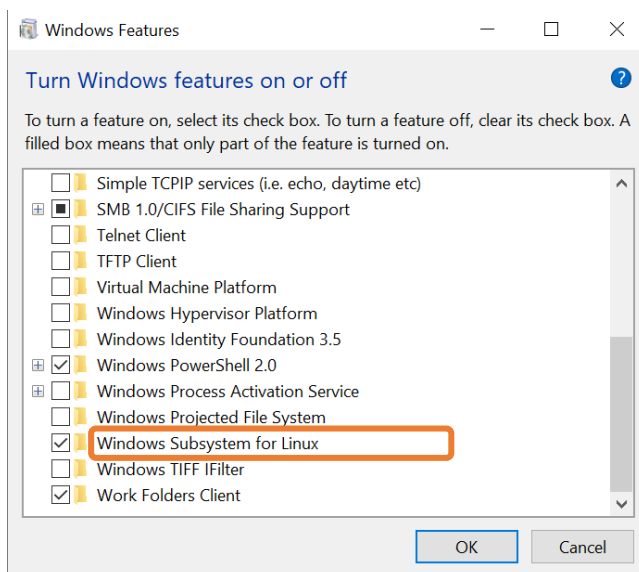 Windows Features
Turn Windows features on or off
?
To turn a feature on, select its check box. To turn a feature off, clear its check box. A
filled box means that only part of the feature is turned on.
Simple TCPIP services (i.e. echo, daytime etc)
SMB 1.0/CIFS File Sharing Support
Telnet Client
TFTP Client
Virtual Machine Platform
Windows Hypervisor Platform
Windows Identity Foundation 3.5
Windows PowerShell 2.0
Windows Process Activation Service
Windows Projected File System
Windows Subsystem for Linux
Windows TIFF IFilter
Work Folders Client
OK
Cancel